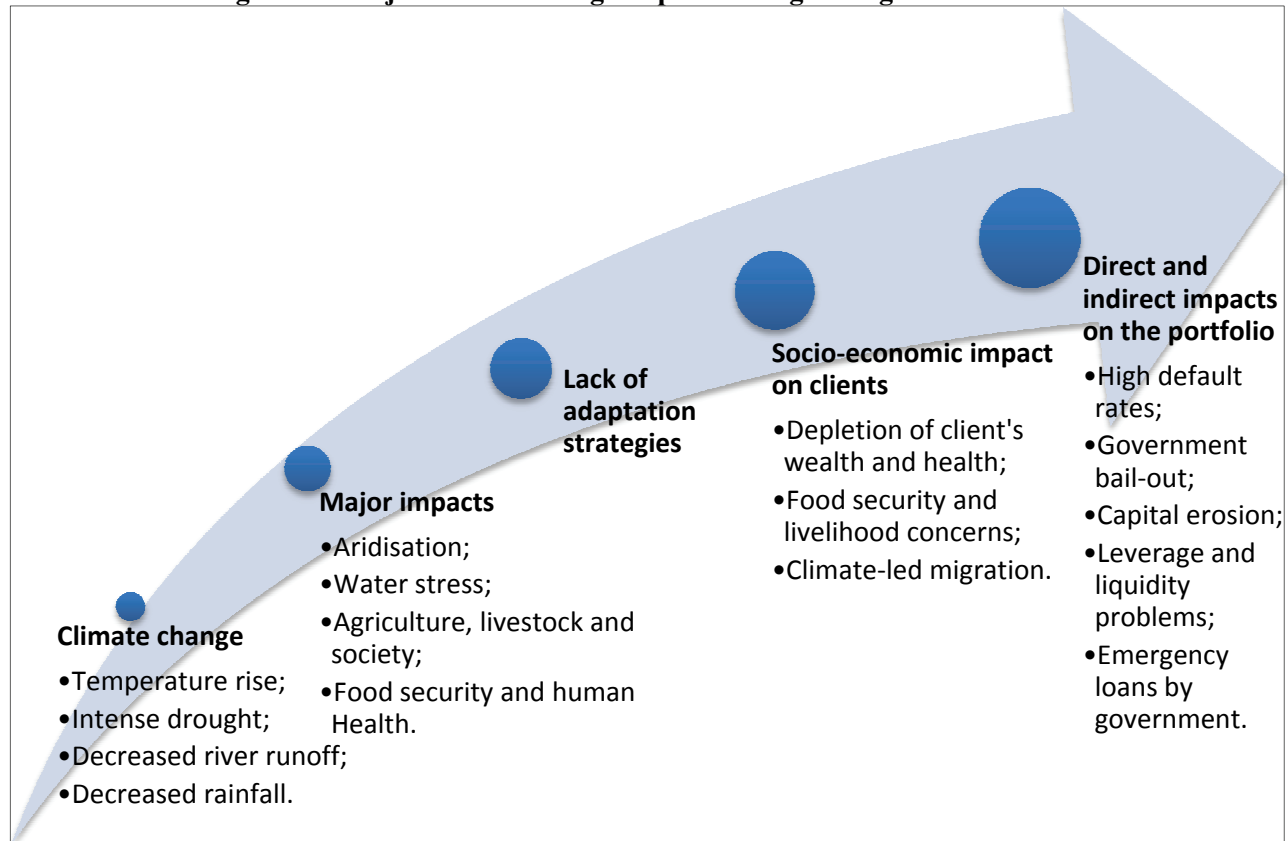 Climate change
•Temperature rise;
•Intense drought;
•Decreased river runoff;
•Decreased rainfall.
Major impacts
•Aridisation;
•Water stress;
•Agriculture, livestock and
society;
•Food security and human
Health.
Lack of
adaptation
strategies
Socio-economic impact
on clients
•Depletion of client's
wealth and health;
•Food security and
livelihood concerns;
•Climate-led migration.
Direct and
indirect impacts
on the portfolio
•High default
rates;
•Government
bail-out;
•Capital erosion;
•Leverage and
liquidity
problems;
•Emergency
loans by
government.